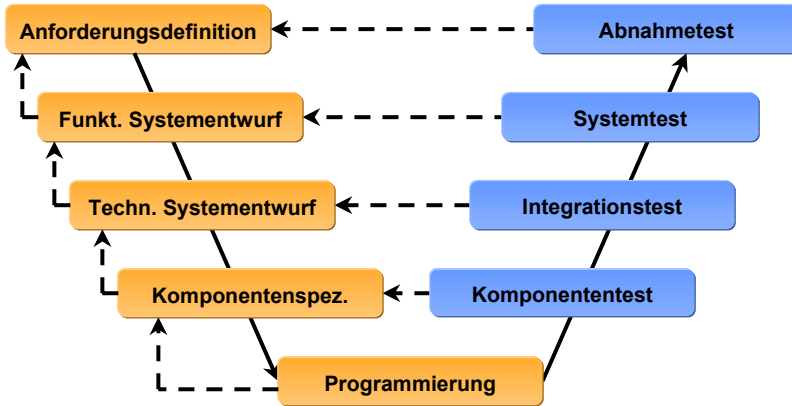 Anforderungsdefinition
Abnahmetest
Funkt. Systementwurf
Systemtest
Techn. Systementwurf
Integrationstest
Komponentenspez.
Komponententest
Programmierung